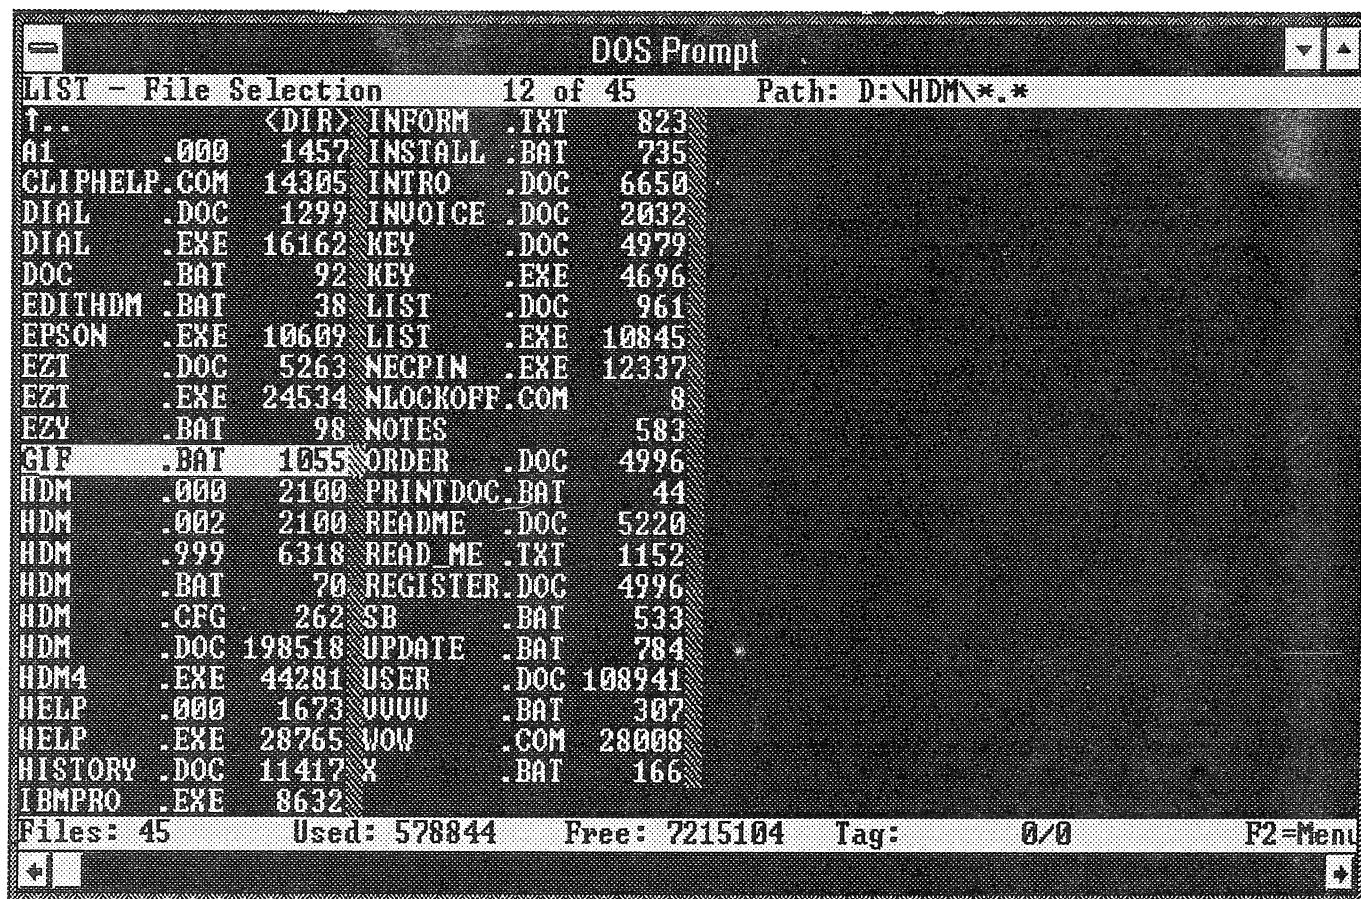 DOS Prompt
LIST - File Selection 12 of 45 Path: D:\HDM\*.*
↑.. <DIR> INFORM .TXT 823
A1 .000 1457 INSTALL .BAT 735
CLIPHELP.COM 14305 INTRO .DOC 6650
DIAL .DOC 1299 INVOICE .DOC 2032
DIAL .EXE 16162 KEY .DOC 4979
DOC .BAT 92 KEY .EXE 4696
EDITHDM .BAT 38 LIST .DOC 961
EPSON .EXE 10609 LIST .EXE 10845
EZT .DOC 5263 NECPIN .EXE 12337
EZT .EXE 24534 NLOCKOFF.COM 8
EZY .BAT 98 NOTES 583
GIF .BAT 1055 ORDER .DOC 4996
HDM .000 2100 PRINTDOC.BAT 44
HDM .002 2100 README .DOC 5220
HDM .999 6318 READ_ME .TXT 1152
HDM .BAT 70 REGISTER.DOC 4996
HDM .CFG 262 SB .BAT 533
HDM .DOC 198518 UPDATE .BAT 784
HDM4 .EXE 44281 USER .DOC 108941
HELP .000 1673 VVVV .BAT 307
HELP .EXE 28765 WOW .COM 28008
HISTORY .DOC 11417 X .BAT 166
IBMPRO .EXE 8632
Files: 45 Used: 578844 Free: 7215104 Tag: 0/0 F2=Menu